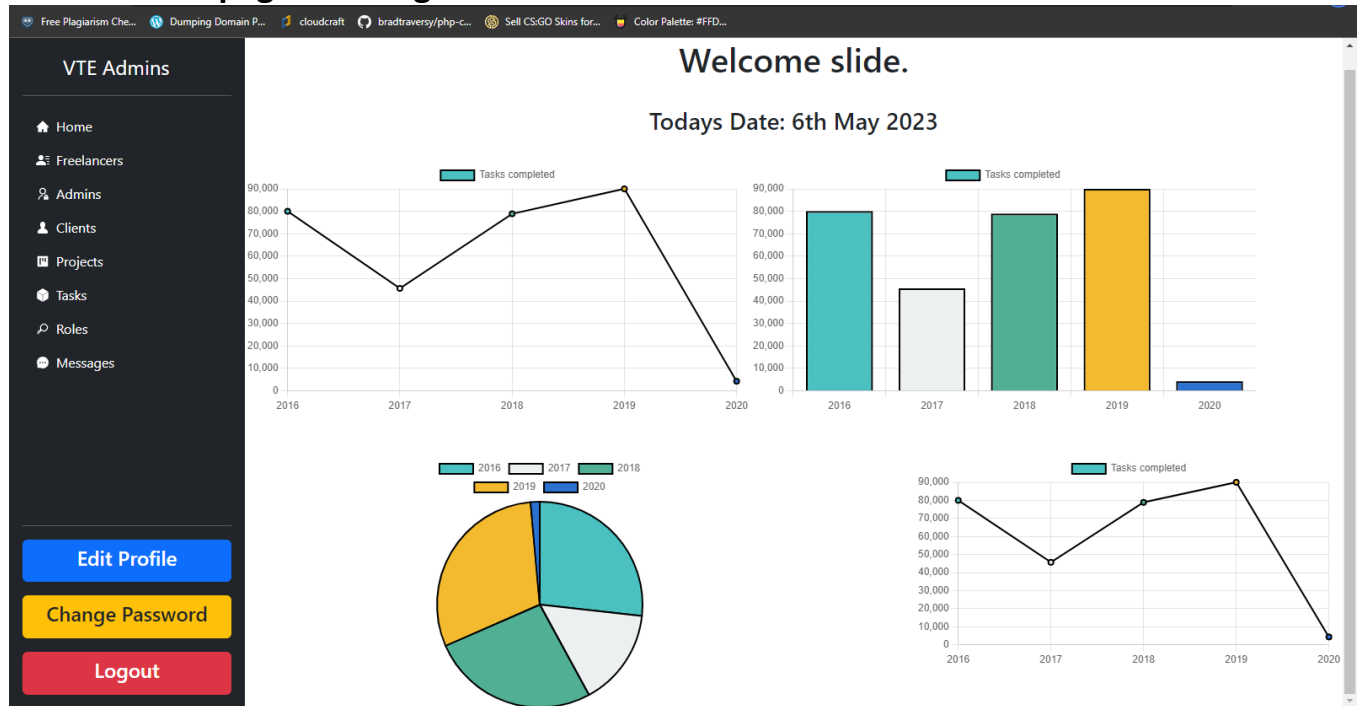 Free Plagiarism Che... Dumping Domain P... cloudcraft bradtraversy/php-c... Sell CS:GO Skins for... Color Palette: #FFD...
VTE Admins
Home
Freelancers
Admins
Clients
Projects
Tasks
Roles
Messages
Edit Profile
Change Password
Logout
Welcome slide.
Todays Date: 6th May 2023
Tasks completed
90,000
80,000
70,000
60,000
50,000
40,000
30,000
20,000
10,000
0
2016 2017 2018 2019 2020
Tasks completed
90,000
80,000
70,000
60,000
50,000
40,000
30,000
20,000
10,000
0
2016 2017 2018 2019 2020
2016 2017 2018
2019 2020
Tasks completed
90,000
80,000
70,000
60,000
50,000
40,000
30,000
20,000
10,000
0
2016 2017 2018 2019 2020